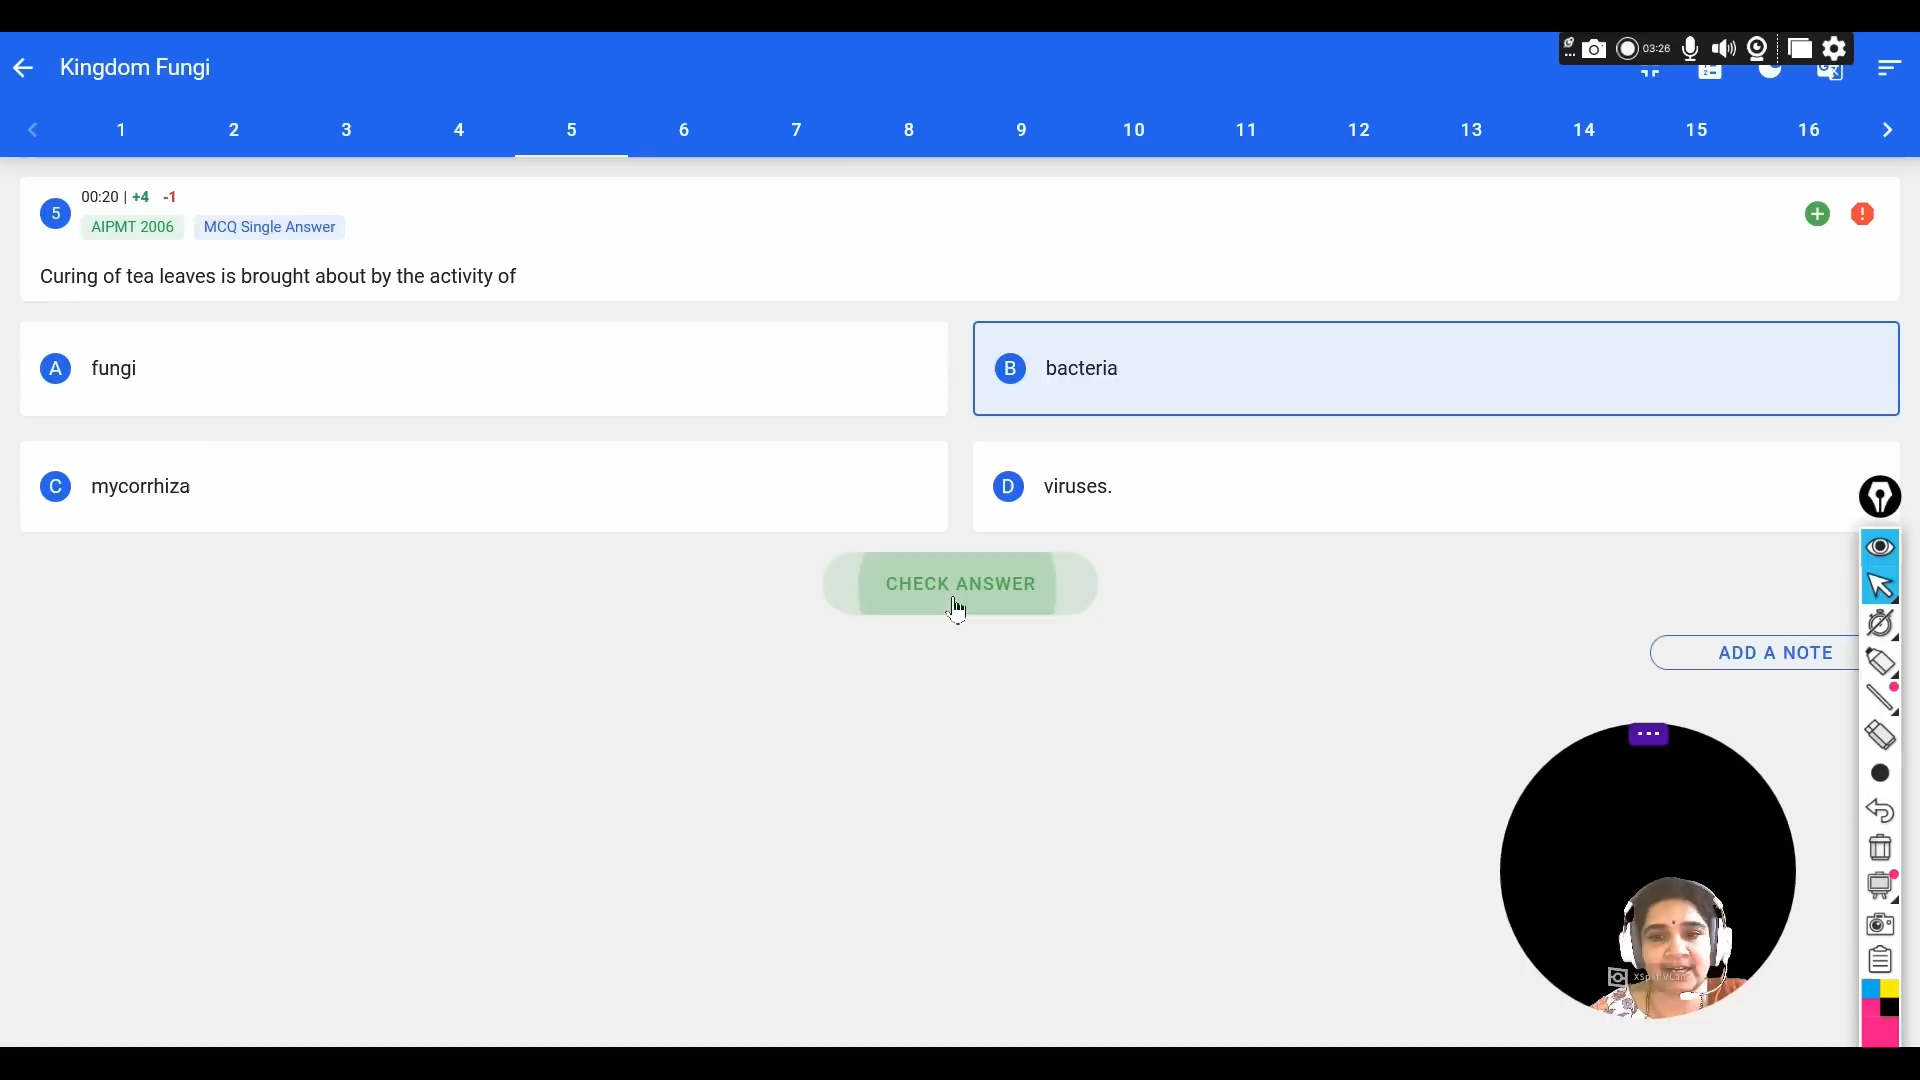 Kingdom Fungi
03:26
1 2 3 4 5 6 7 8 9 10 11 12 13 14 15 16
5
00:20 | +4 -1
AIPMT 2006 MCQ Single Answer
Curing of tea leaves is brought about by the activity of
A fungi
B bacteria
C mycorrhiza
D viruses.
CHECK ANSWER
ADD A NOTE